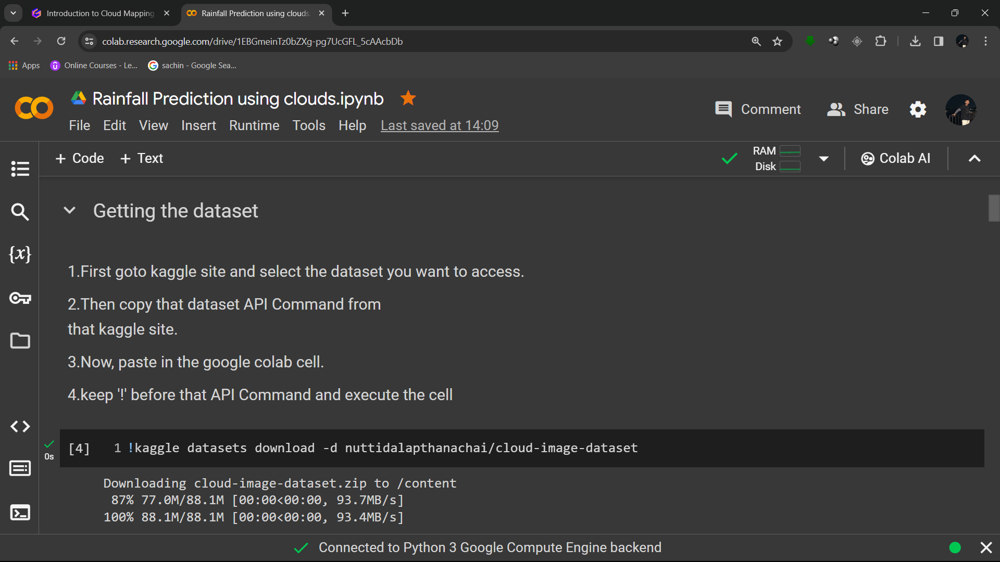 Introduction to Cloud Mapping
Rainfall Prediction using clouds.
colab.research.google.com/drive/1EBGmeinTz0bZXg-pg7UcGFL_5cAAcbDb
Apps
Online Courses - Le...
sachin - Google Sea...
Rainfall Prediction using clouds.ipynb
Comment
Share
File Edit View Insert Runtime Tools Help Last saved at 14:09
+ Code + Text
RAM
Disk
Colab AI
Getting the dataset
{x}
1.First goto kaggle site and select the dataset you want to access.
2.Then copy that dataset API Command from
that kaggle site.
3.Now, paste in the google colab cell.
4.keep '!' before that API Command and execute the cell
0s
[4] 1 !kaggle datasets download -d nuttidalapthanachai/cloud-image-dataset
Downloading cloud-image-dataset.zip to /content
87% 77.0M/88.1M [00:00<00:00, 93.7MB/s]
100% 88.1M/88.1M [00:00<00:00, 93.4MB/s]
Connected to Python 3 Google Compute Engine backend